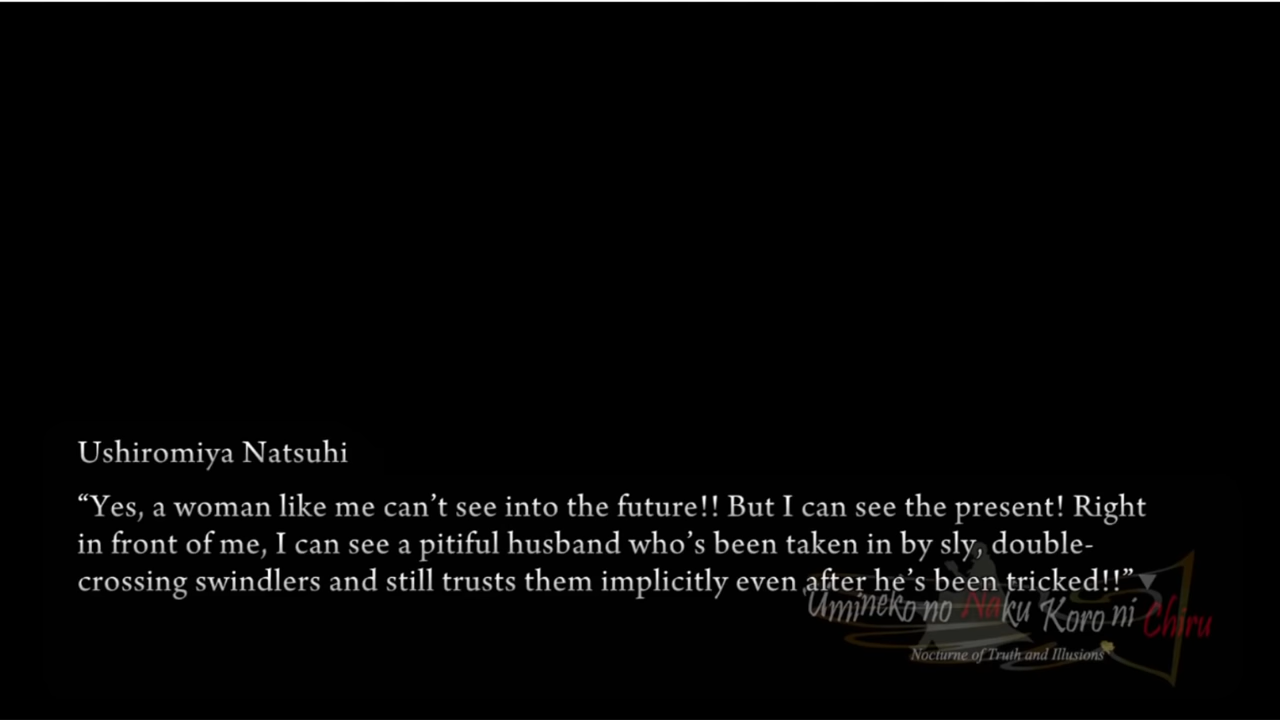 Ushiromiya Natsuhi
“Yes, a woman like me can’t see into the future!! But I can see the present! Right
in front of me, I can see a pitiful husband who’s been taken in by sly, double-
crossing swindlers and still trusts them implicitly even after he’s been tricked!!”
Umineko no Naku Koro ni Chiru
Nocturne of Truth and Illusions